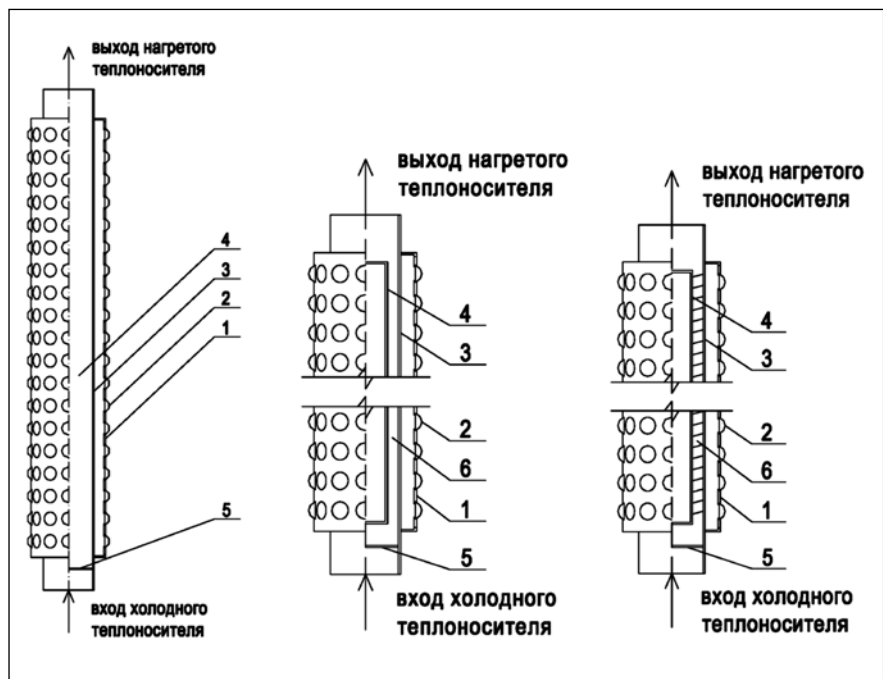 выход нагретого
теплоносителя
4
3
2
1
5
вход холодного
теплоносителя
выход нагретого
теплоносителя
4
3
2
6
1
5
вход холодного
теплоносителя
выход нагретого
теплоносителя
4
3
2
6
1
5
вход холодного
теплоносителя